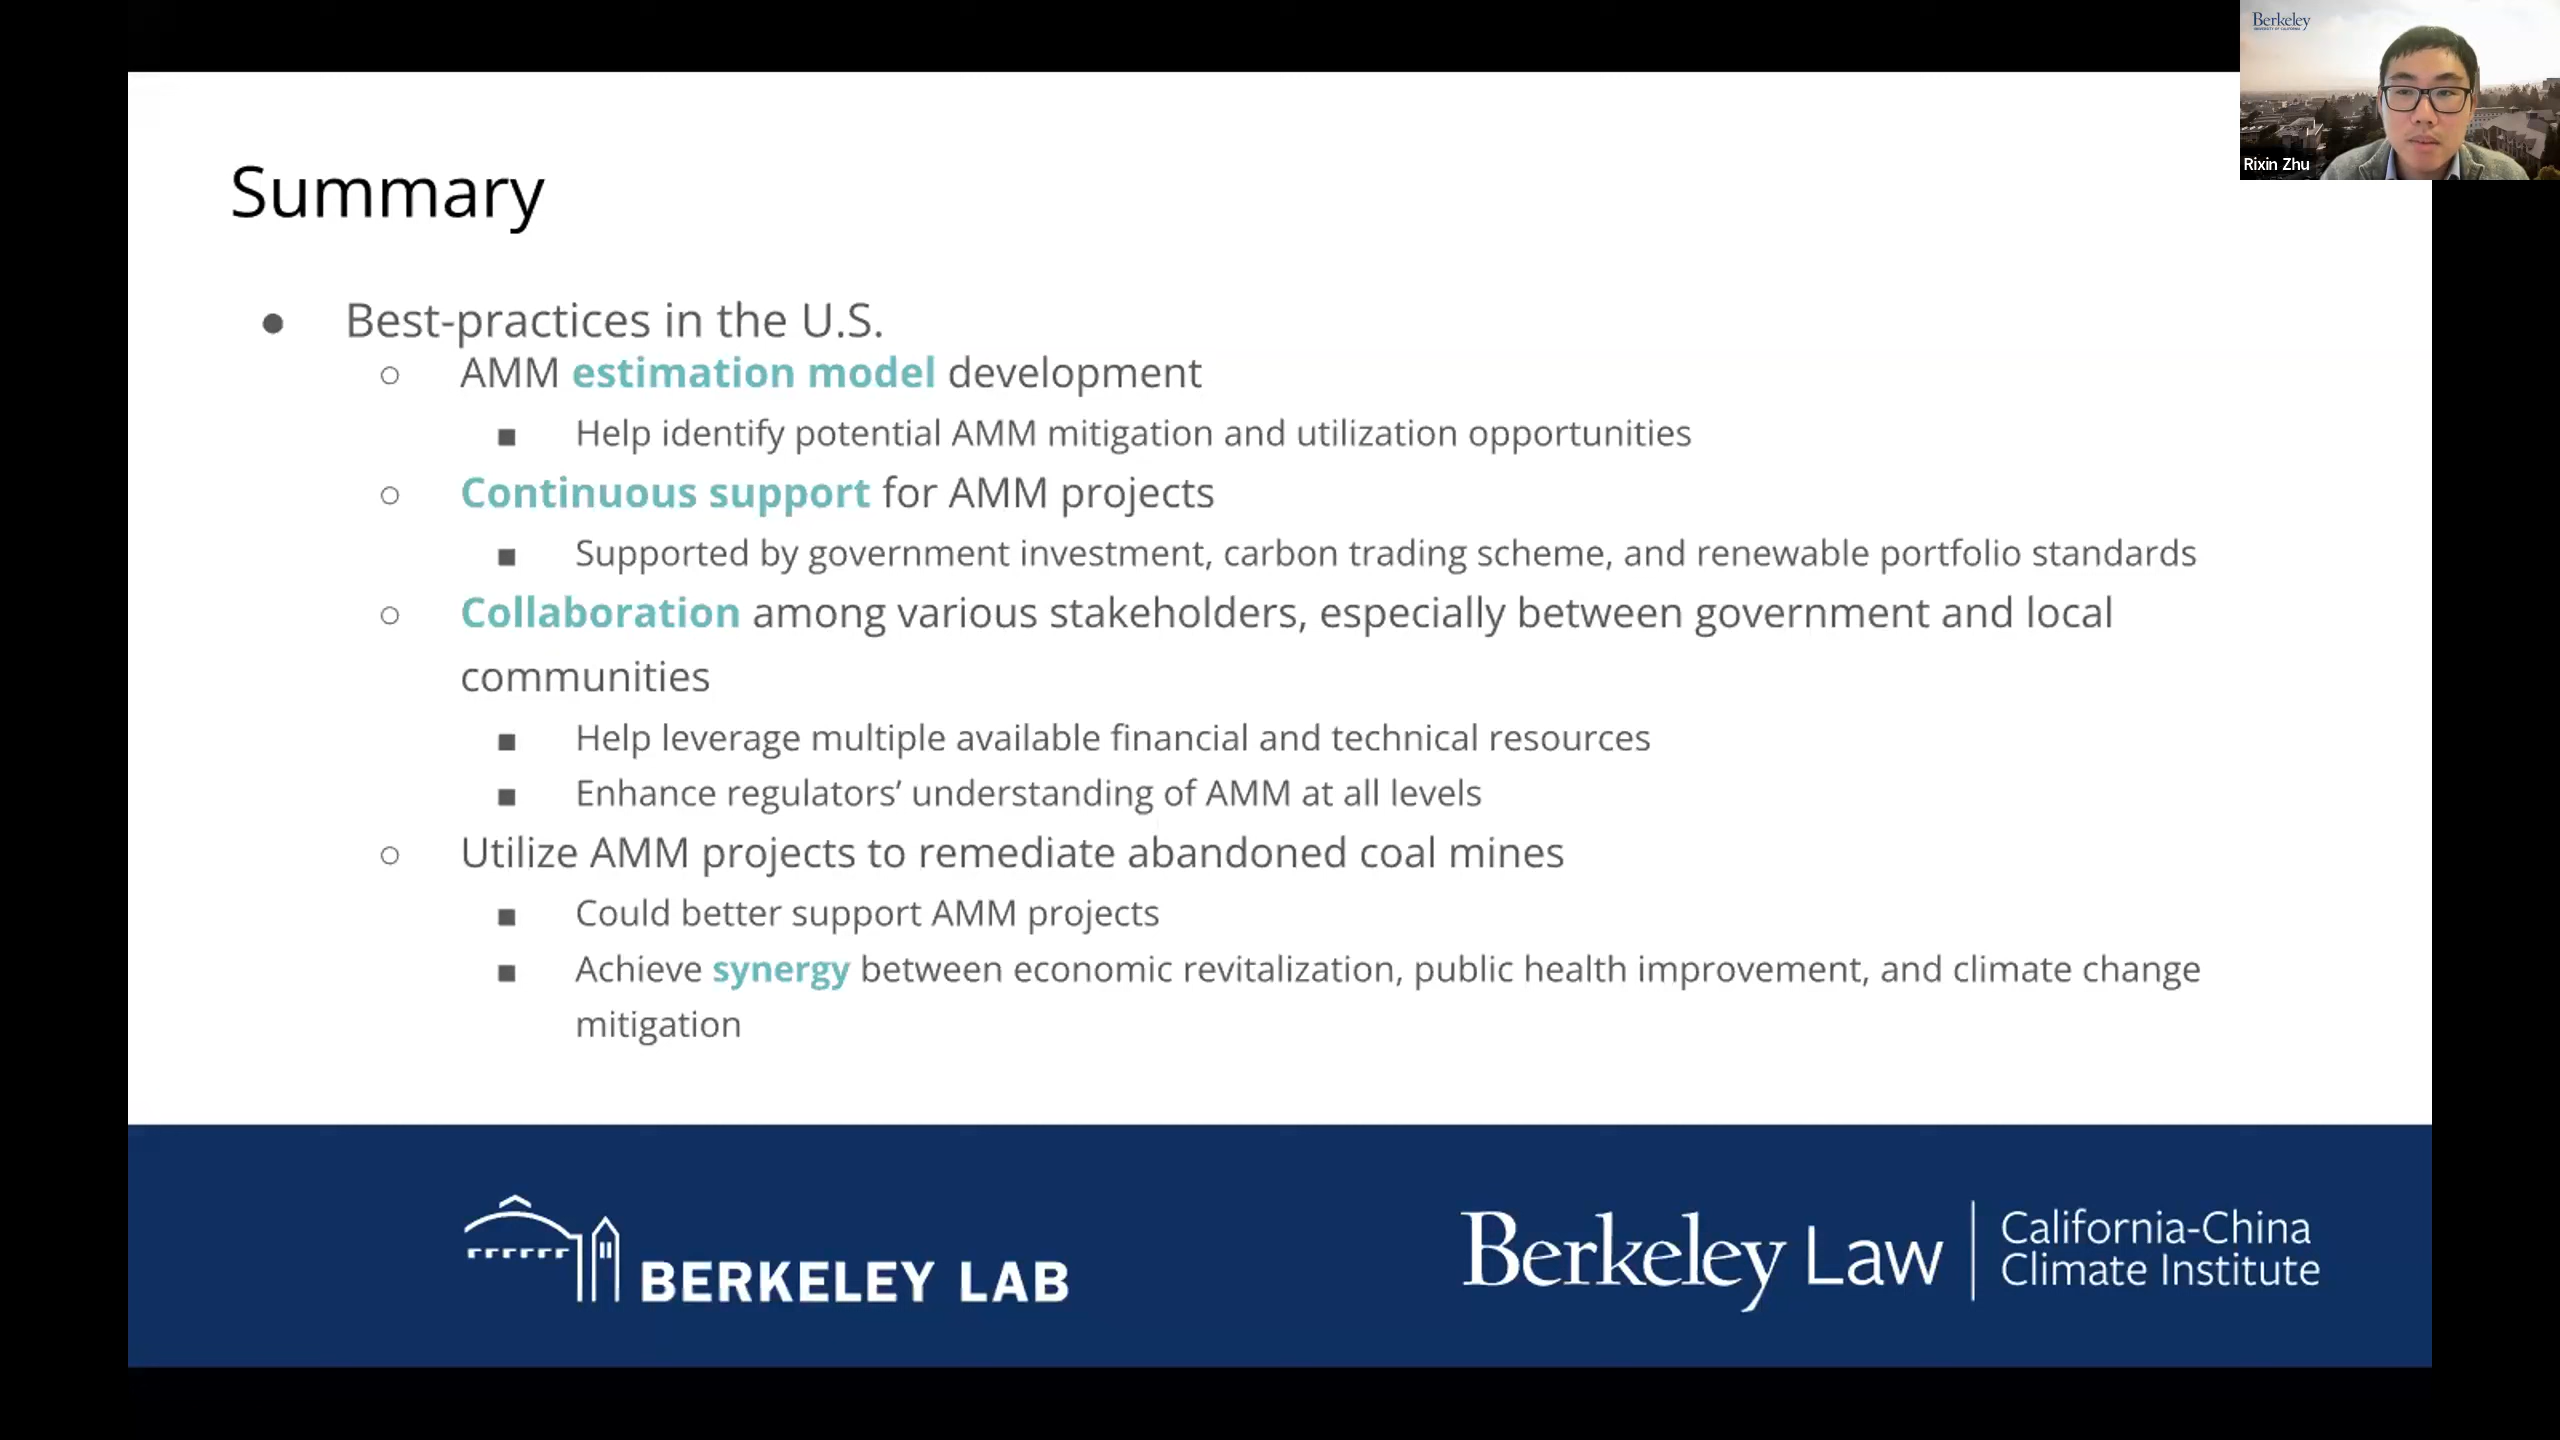 Berkeley
Rixin Zhu
Summary
● Best-practices in the U.S.
○ AMM estimation model development
■ Help identify potential AMM mitigation and utilization opportunities
○ Continuous support for AMM projects
■ Supported by government investment, carbon trading scheme, and renewable portfolio standards
○ Collaboration among various stakeholders, especially between government and local
communities
■ Help leverage multiple available financial and technical resources
■ Enhance regulators’ understanding of AMM at all levels
○ Utilize AMM projects to remediate abandoned coal mines
■ Could better support AMM projects
■ Achieve synergy between economic revitalization, public health improvement, and climate change
mitigation
BERKELEY LAB
Berkeley Law
California-China
Climate Institute